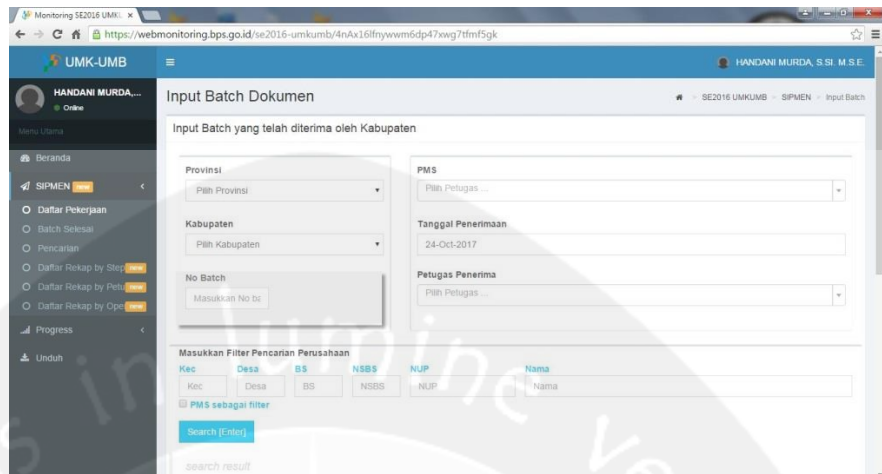 Monitoring SE2016 UMKU
https://webmonitoring.bps.go.id/se2016-umkumb/4nAx16lfnywwm6dp47xwg7tfmf5gk
UMK-UMB
HANDANI MURDA, S.SI. M.S.E.
HANDANI MURDA,...
Online
Input Batch Dokumen
SE2016 UMKUMB > SIPMEN > Input Batch
Menu Utama
Input Batch yang telah diterima oleh Kabupaten
Beranda
SIPMEN new
Daftar Pekerjaan
Batch Selesai
Pencarian
Daftar Rekap by Step new
Daftar Rekap by Petu new
Daftar Rekap by Ope new
Progress
Unduh
Provinsi
Pilih Provinsi
PMS
Pilih Petugas ...
Kabupaten
Pilih Kabupaten
Tanggal Penerimaan
24-Oct-2017
No Batch
Masukkan No ba
Petugas Penerima
Pilih Petugas ...
Masukkan Filter Pencarian Perusahaan
Kec Desa BS NSBS NUP Nama
Kec Desa BS NSBS NUP Nama
PMS sebagai filter
Search [Enter]
search result
in lumine ve